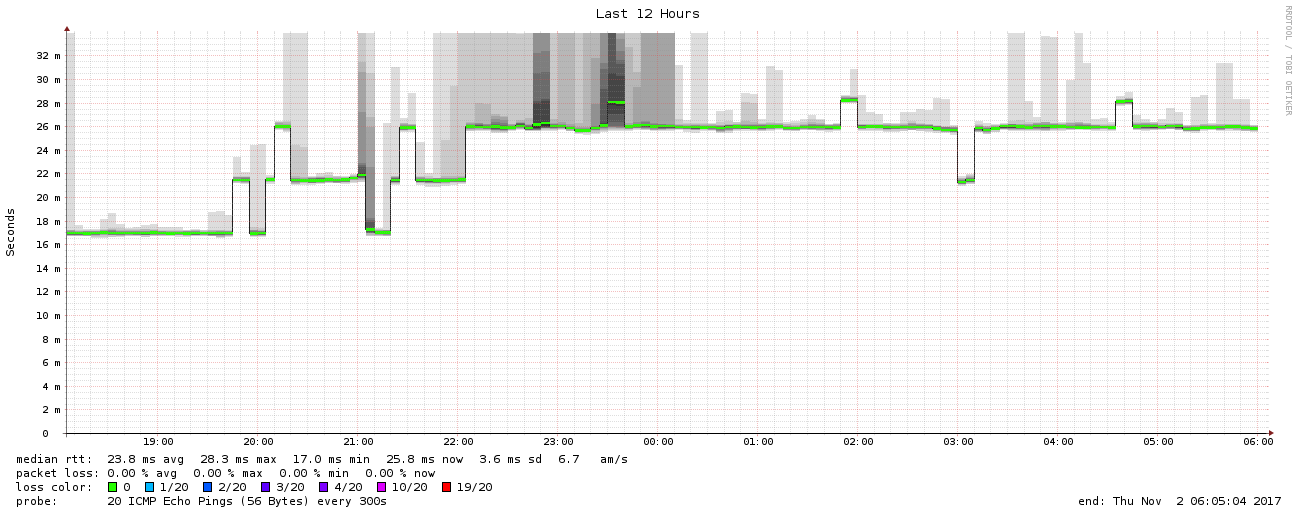 Last 12 Hours
RRDTOOL / TOBI OETIKER
Seconds
32 m
30 m
28 m
26 m
24 m
22 m
20 m
18 m
16 m
14 m
12 m
10 m
8 m
6 m
4 m
2 m
0
19:00 20:00 21:00 22:00 23:00 00:00 01:00 02:00 03:00 04:00 05:00 06:00
median rtt: 23.8 ms avg 28.3 ms max 17.0 ms min 25.8 ms now 3.6 ms sd 6.7 am/s
packet loss: 0.00 % avg 0.00 % max 0.00 % min 0.00 % now
loss color: 0 1/20 2/20 3/20 4/20 10/20 19/20
probe: 20 ICMP Echo Pings (56 Bytes) every 300s end: Thu Nov 2 06:05:04 2017